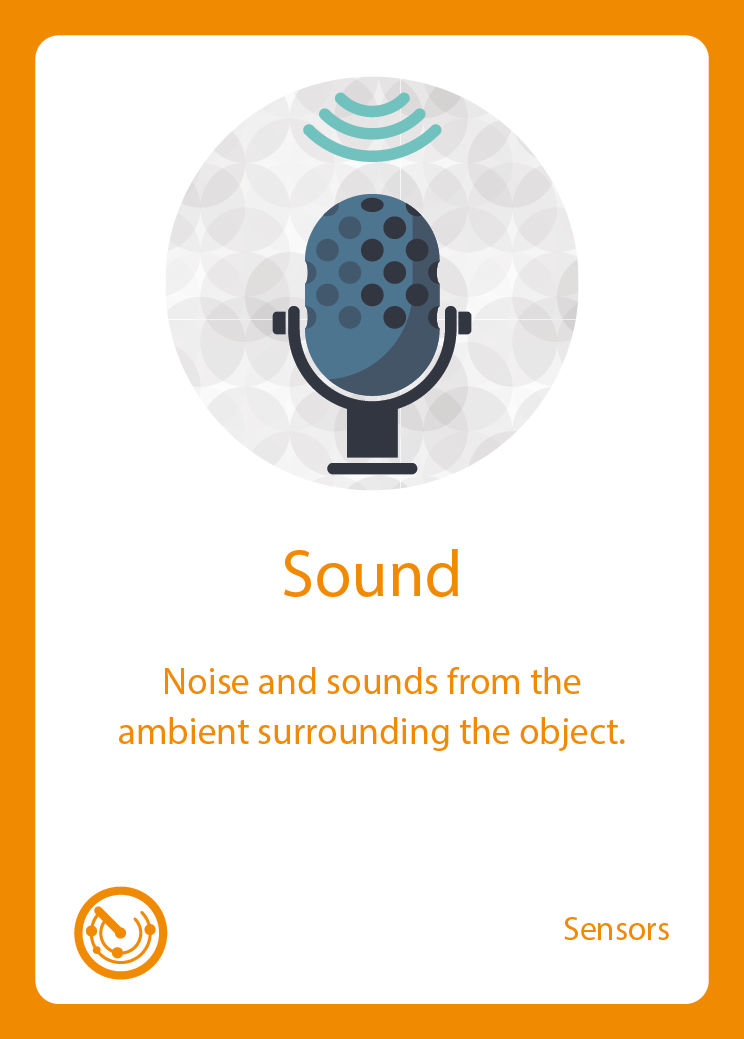 Sound
Noise and sounds from the
ambient surrounding the object.
Sensors